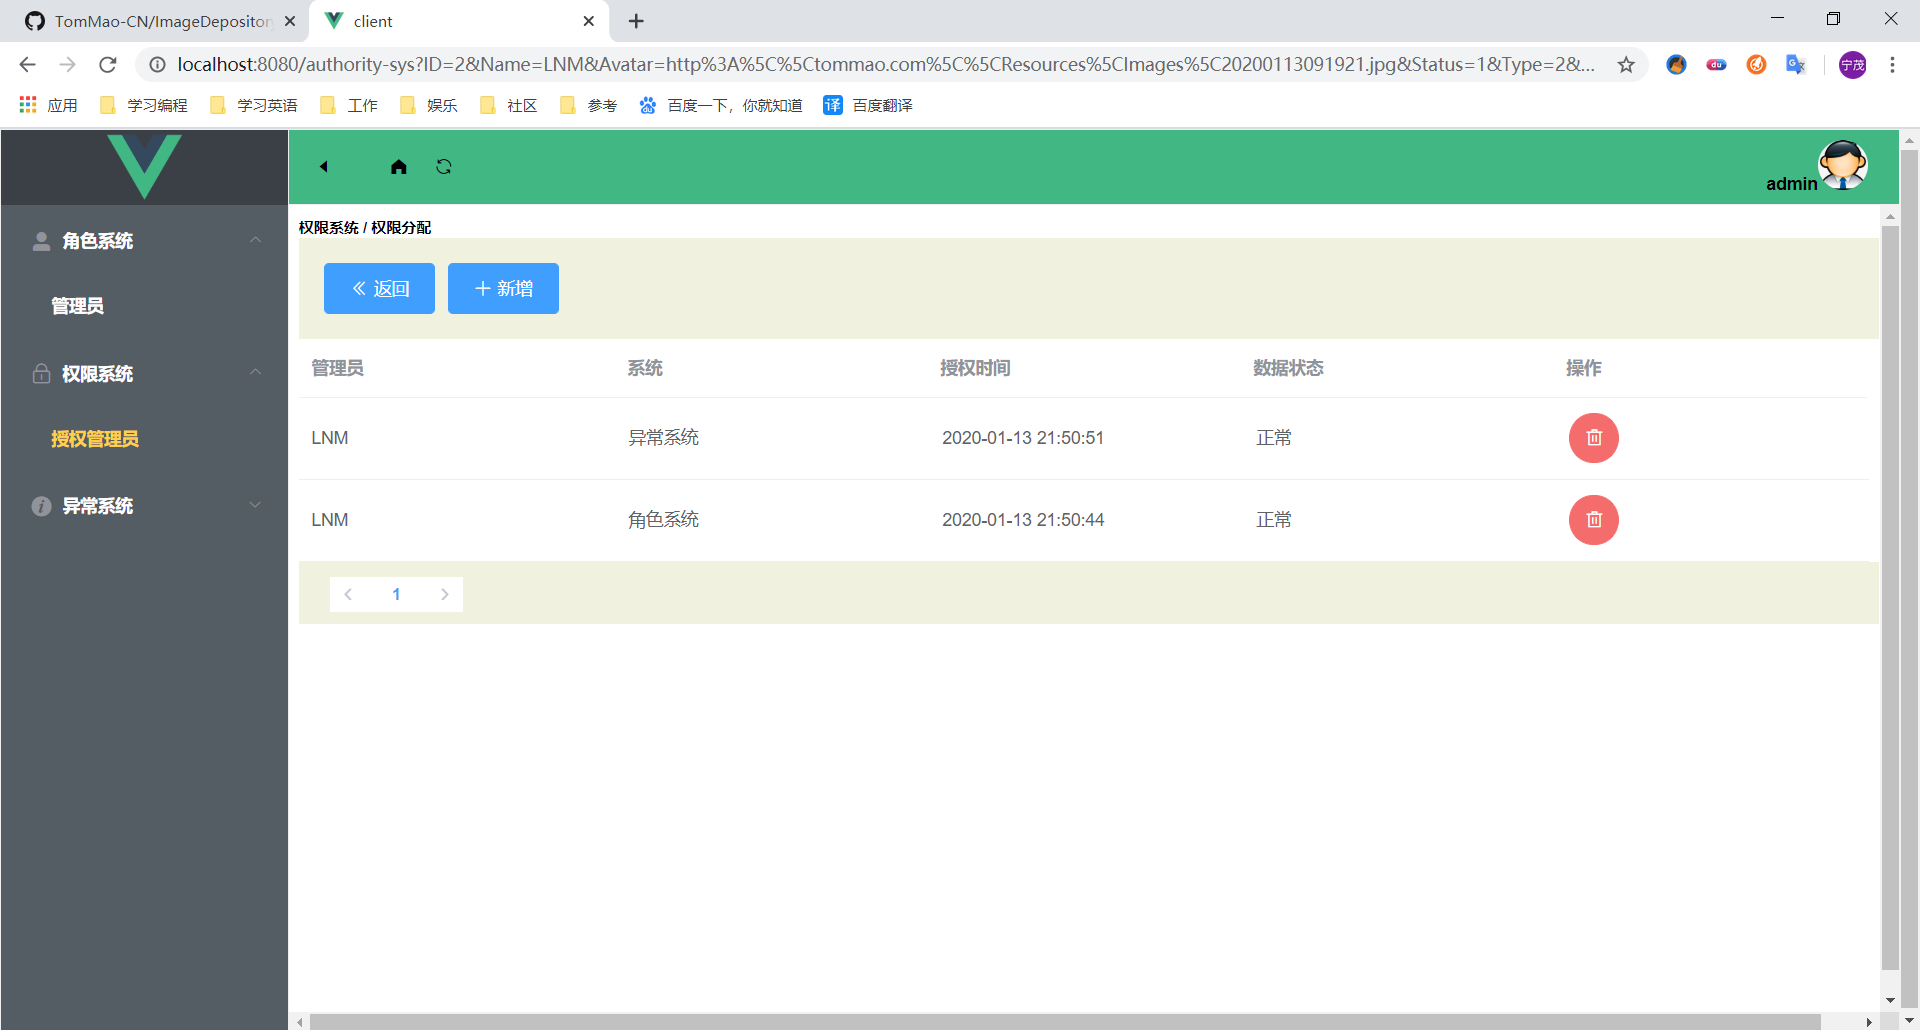 TomMao-CN/ImageDepository
client
localhost:8080/authority-sys?ID=2&Name=LNM&Avatar=http%3A%5C%5Ctommao.com%5C%5CResources%5CImages%5C20200113091921.jpg&Status=1&Type=2&...
宁茂
应用 学习编程 学习英语 工作 娱乐 社区 参考 百度一下，你就知道 译 百度翻译
admin
角色系统
管理员
权限系统
授权管理员
异常系统
权限系统 / 权限分配
返回 新增
管理员 系统 授权时间 数据状态 操作
LNM 异常系统 2020-01-13 21:50:51 正常
LNM 角色系统 2020-01-13 21:50:44 正常
1